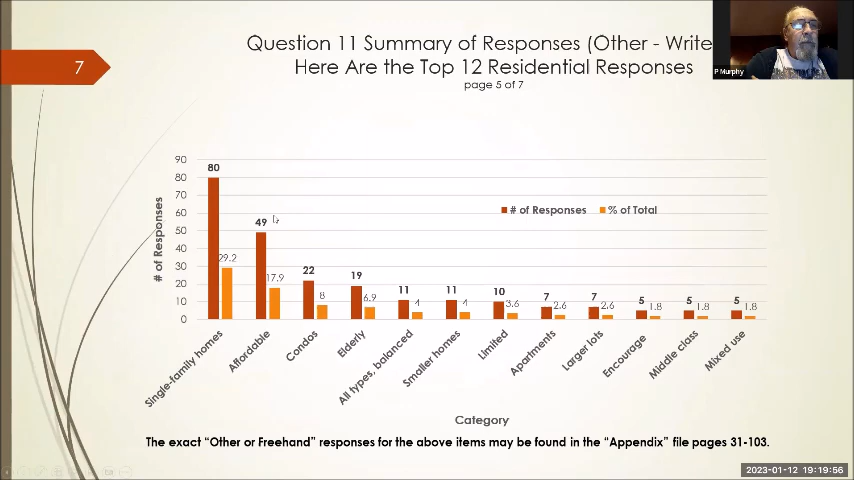 7
Question 11 Summary of Responses (Other - Write
Here Are the Top 12 Residential Responses
page 5 of 7
P Murphy
# of Responses
90
80
70
60
50
40
30
20
10
0
80
29.2
49
17.9
22
8
19
6.9
11
4
11
4
10
3.6
7
2.6
7
2.6
5
1.8
5
1.8
5
1.8
# of Responses
% of Total
Single-family homes
Affordable
Condos
Elderly
All types, balanced
Smaller homes
Limited
Apartments
Larger lots
Encourage
Middle class
Mixed use
Category
The exact “Other or Freehand” responses for the above items may be found in the “Appendix” file pages 31-103.
2023-01-12 19:19:56